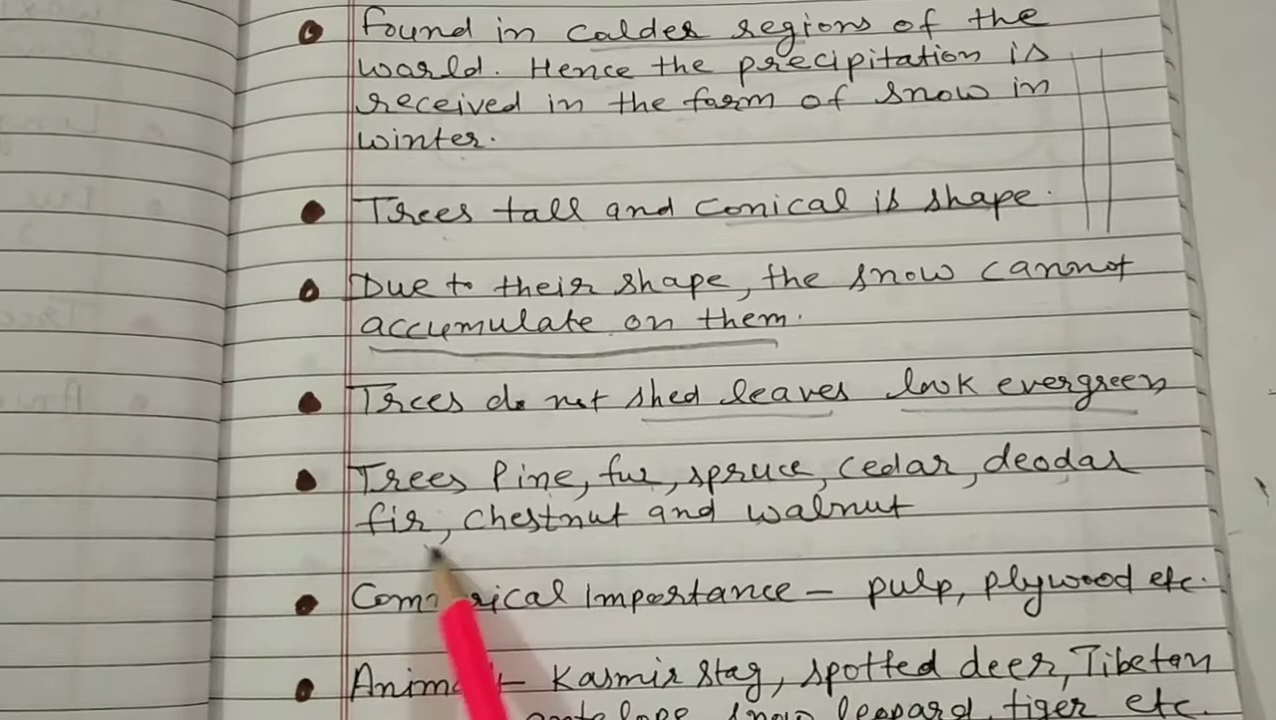 found in colder regions of the
world. Hence the precipitation is
received in the form of snow in
winter.
Trees tall and conical is shape.
Due to their shape, the snow cannot
accumulate on them.
Trees do not shed leaves look evergreen
Trees Pine, fur, spruce, cedar, deodar
fir, chestnut and walnut
Importance - pulp, plywood etc.
Kasmir stag, spotted deer, Tibetan
antelope, snow leopard, tiger etc.